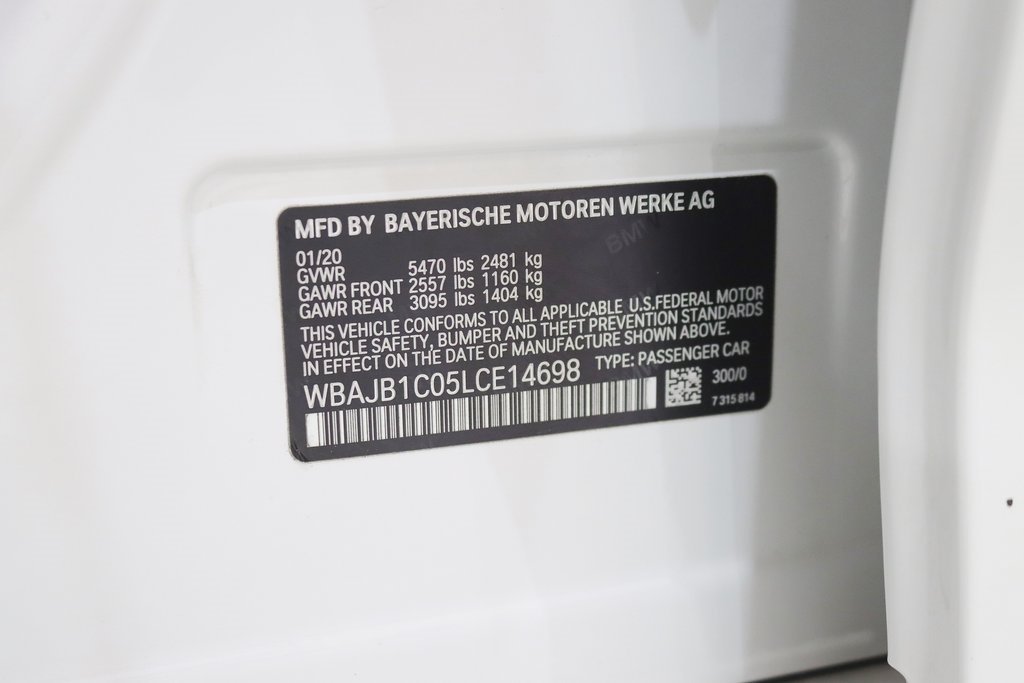 MFD BY BAYERISCHE MOTOREN WERKE AG
01/20
GVWR 5470 lbs 2481 kg
GAWR FRONT 2557 lbs 1160 kg
GAWR REAR 3095 lbs 1404 kg
THIS VEHICLE CONFORMS TO ALL APPLICABLE U.S.FEDERAL MOTOR
VEHICLE SAFETY, BUMPER AND THEFT PREVENTION STANDARDS
IN EFFECT ON THE DATE OF MANUFACTURE SHOWN ABOVE.
WBAJB1C05LCE14698 TYPE: PASSENGER CAR
300/0
7 315 814